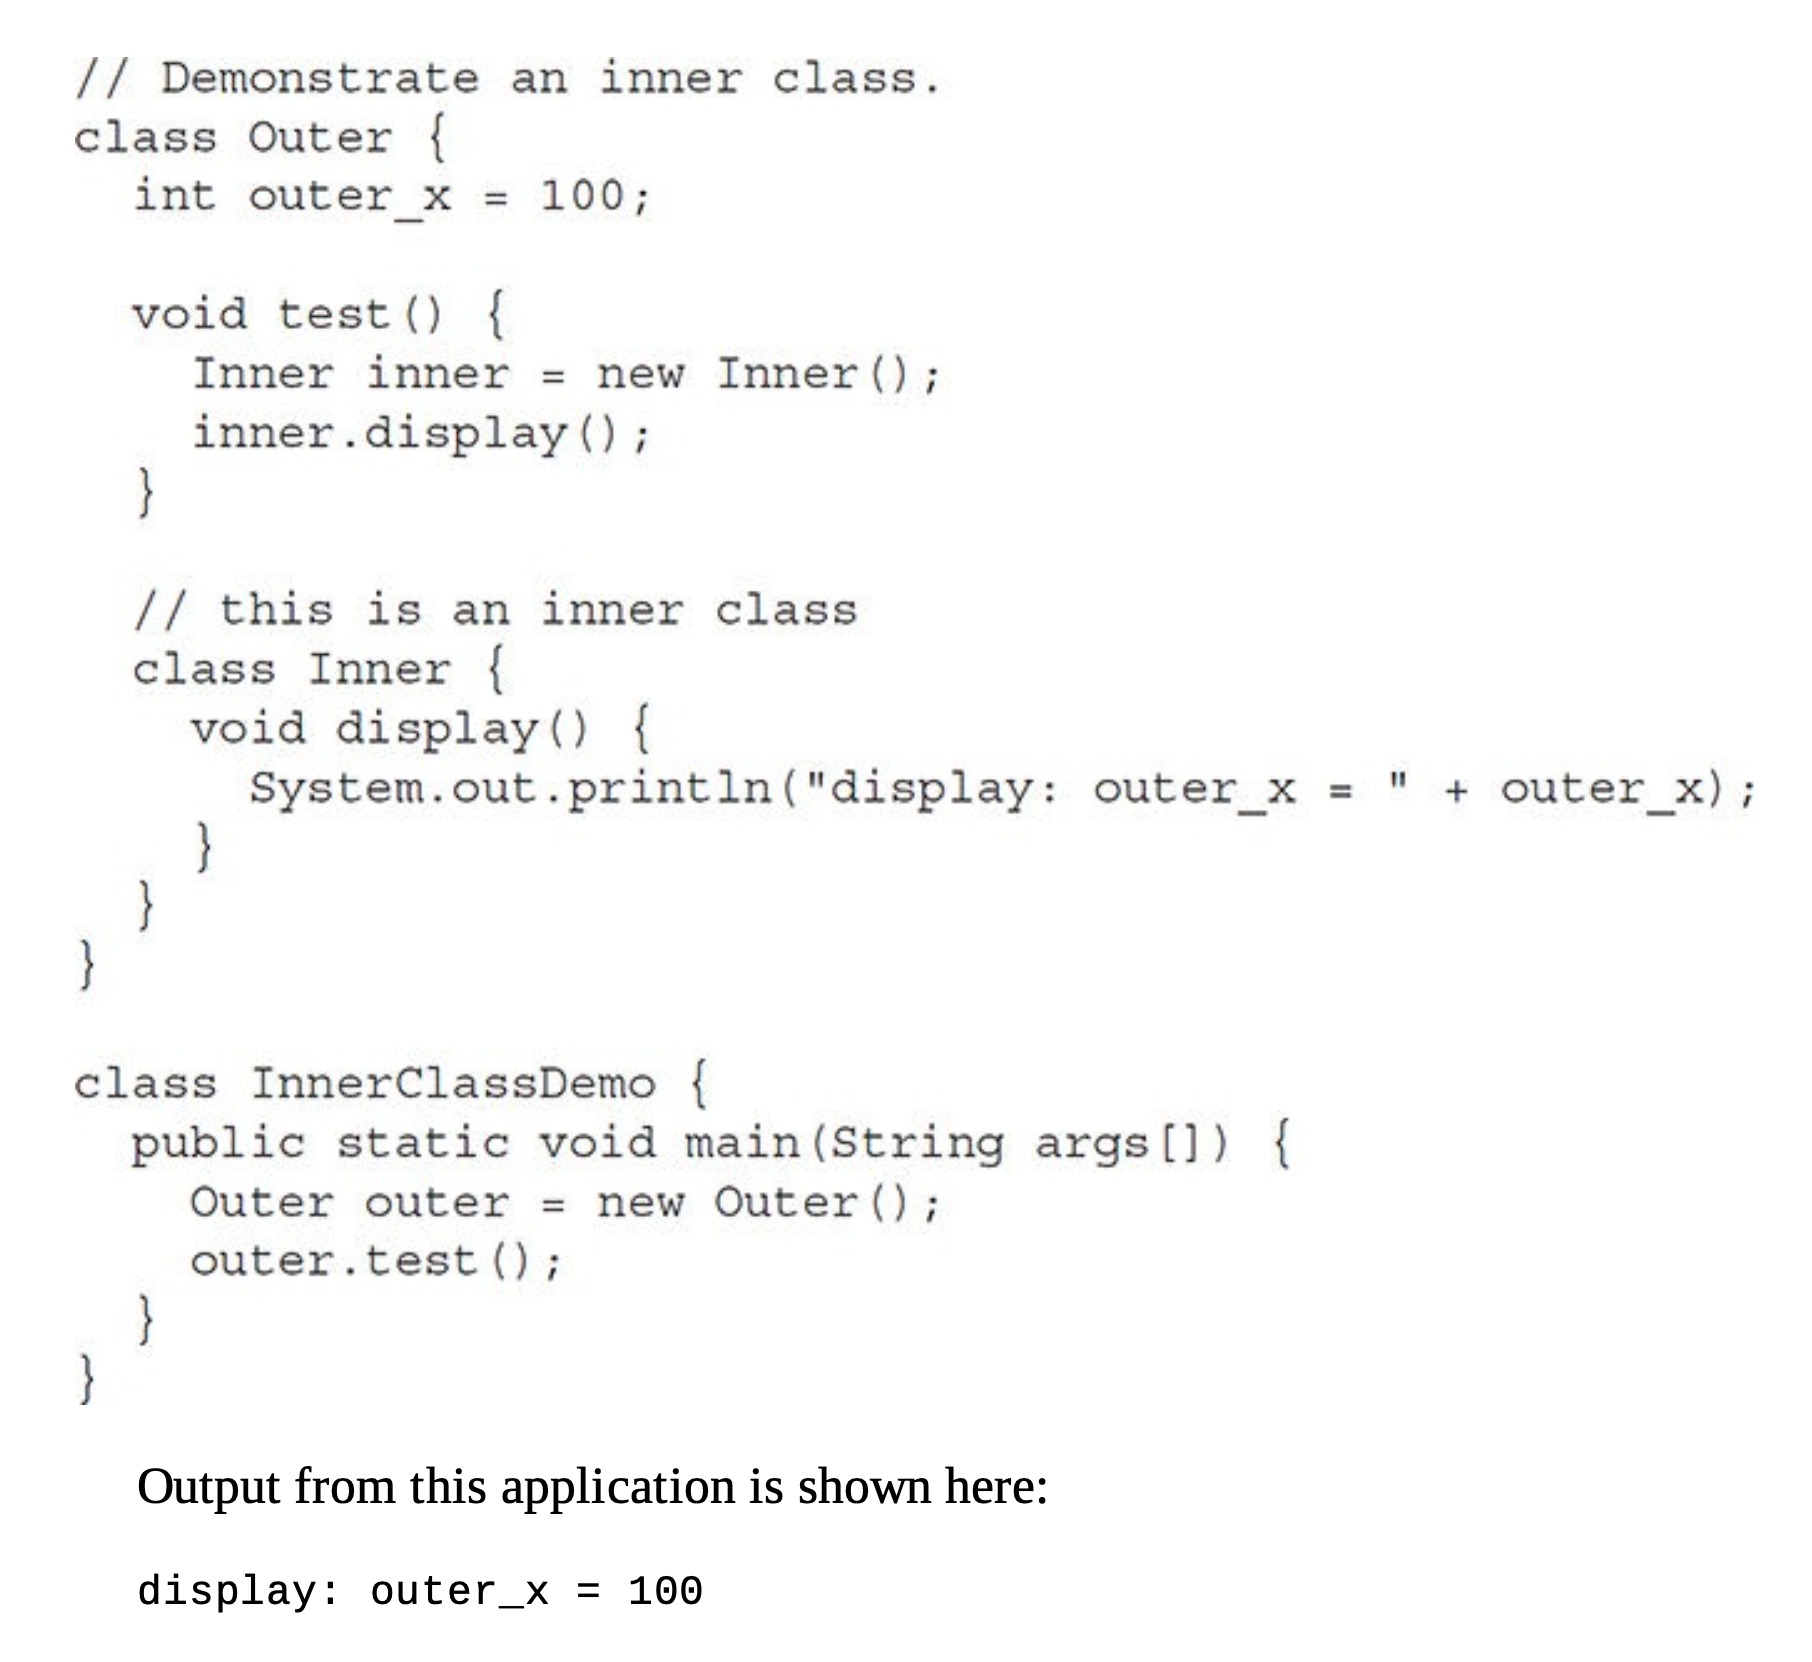 // Demonstrate an inner class.
class Outer {
  int outer_x = 100;

  void test() {
    Inner inner = new Inner();
    inner.display();
  }

  // this is an inner class
  class Inner {
    void display() {
      System.out.println("display: outer_x = " + outer_x);
    }
  }
}

class InnerClassDemo {
  public static void main(String args[]) {
    Outer outer = new Outer();
    outer.test();
  }
}
Output from this application is shown here:
display: outer_x = 100